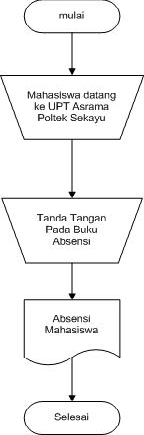 mulai
Mahasiswa datang
ke UPT Asrama
Poltek Sekayu
Tanda Tangan
Pada Buku
Absensi
Absensi
Mahasiswa
Selesai